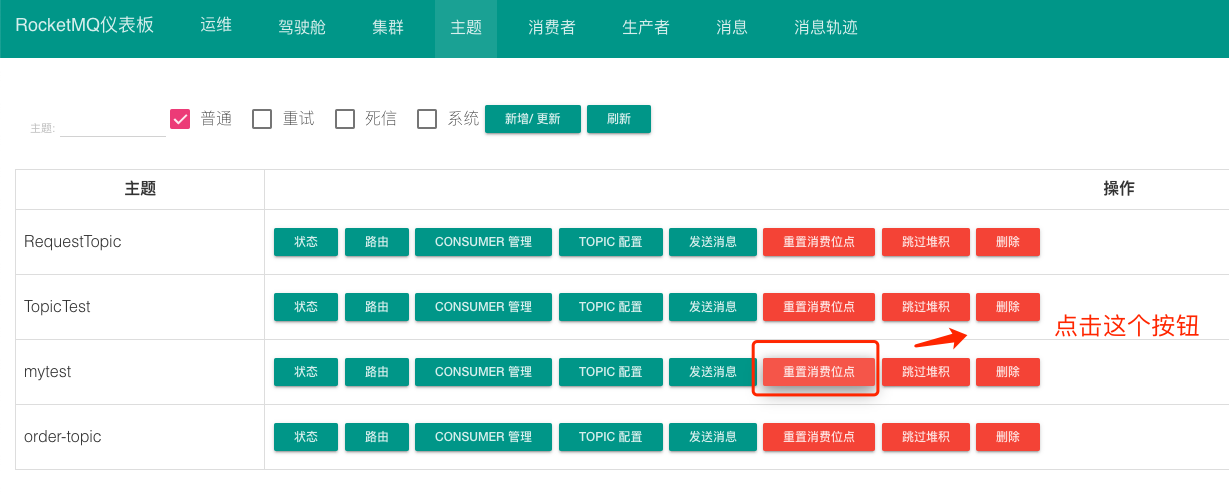 RocketMQ仪表板 运维 驾驶舱 集群 主题 消费者 生产者 消息 消息轨迹
主题: 普通 重试 死信 系统 新增/ 更新 刷新
主题 操作
RequestTopic 状态 路由 CONSUMER 管理 TOPIC 配置 发送消息 重置消费位点 跳过堆积 删除
TopicTest 状态 路由 CONSUMER 管理 TOPIC 配置 发送消息 重置消费位点 跳过堆积 删除
点击这个按钮
mytest 状态 路由 CONSUMER 管理 TOPIC 配置 发送消息 重置消费位点 跳过堆积 删除
order-topic 状态 路由 CONSUMER 管理 TOPIC 配置 发送消息 重置消费位点 跳过堆积 删除